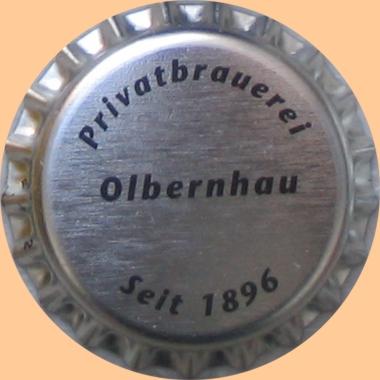 Privatbrauerei
Olbernhau
Seit 1896